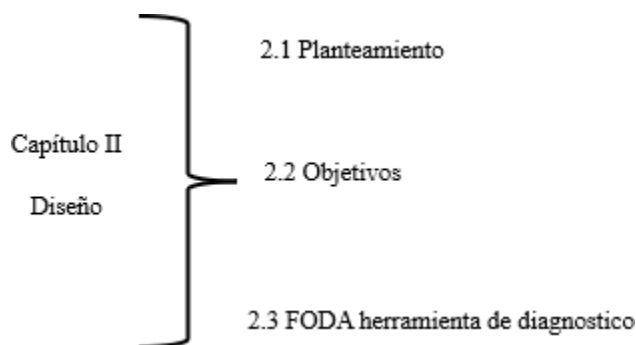 Capítulo II
Diseño
2.1 Planteamiento
2.2 Objetivos
2.3 FODA herramienta de diagnostico